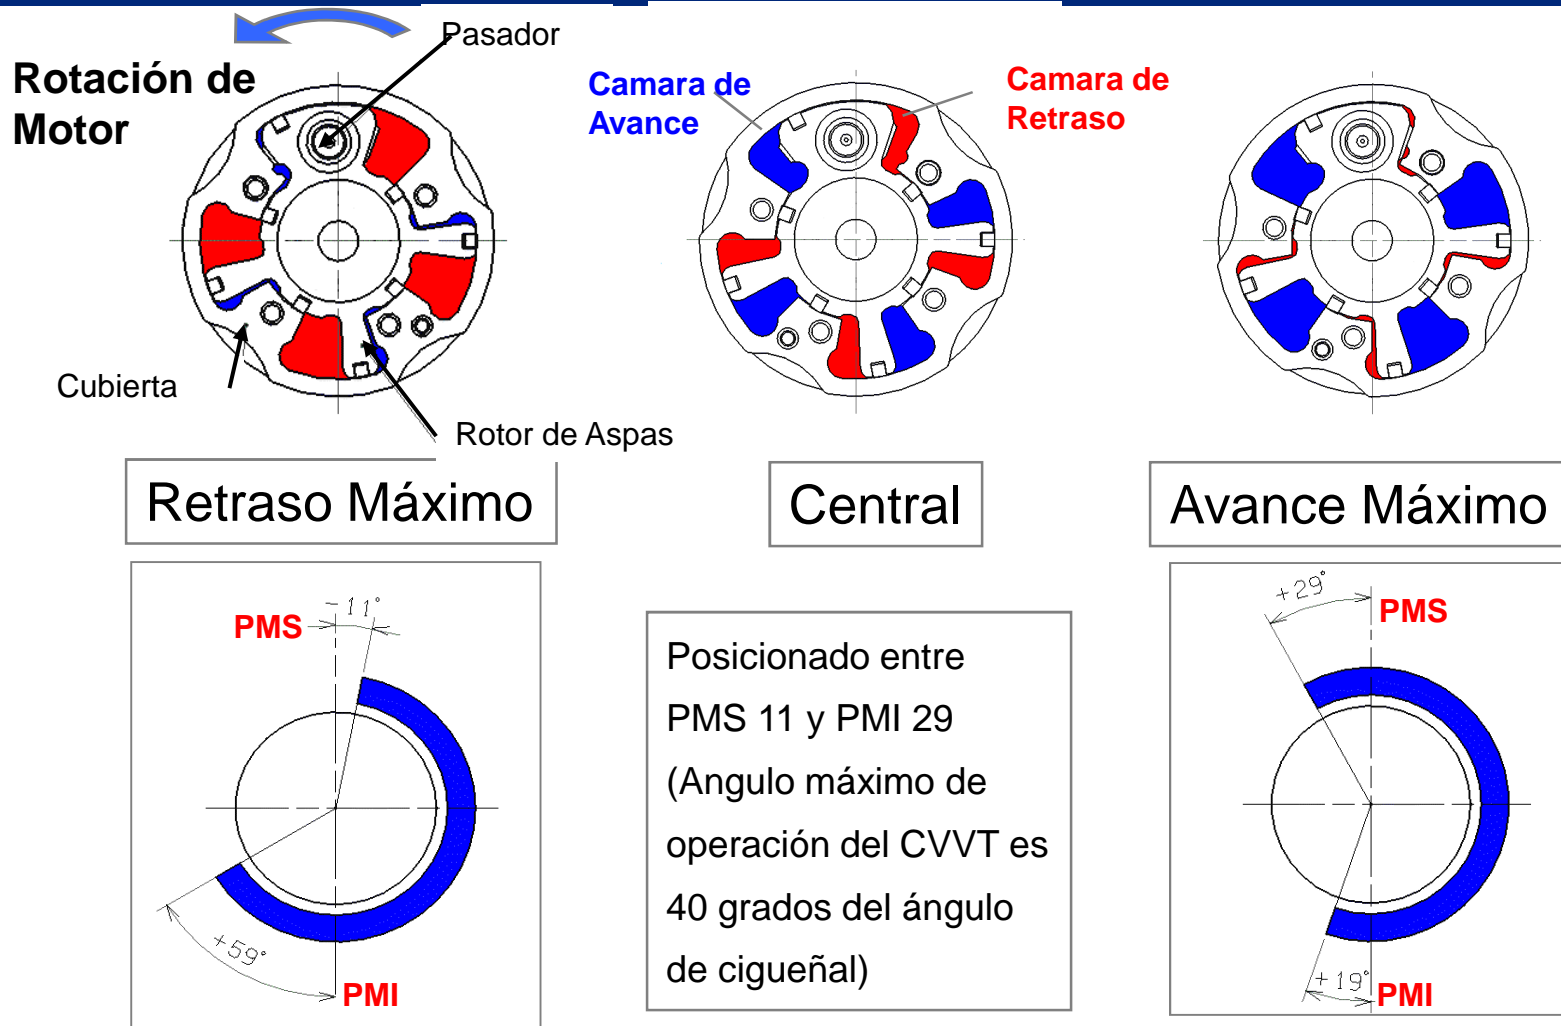 Pasador
Rotación de
Motor
Camara de
Avance
Camara de
Retraso
Cubierta
Rotor de Aspas
Retraso Máximo
Central
Avance Máximo
-11°
PMS
+59°
PMI
Posicionado entre
PMS 11 y PMI 29
(Angulo máximo de
operación del CVVT es
40 grados del ángulo
de cigueñal)
+29°
PMS
+19°
PMI